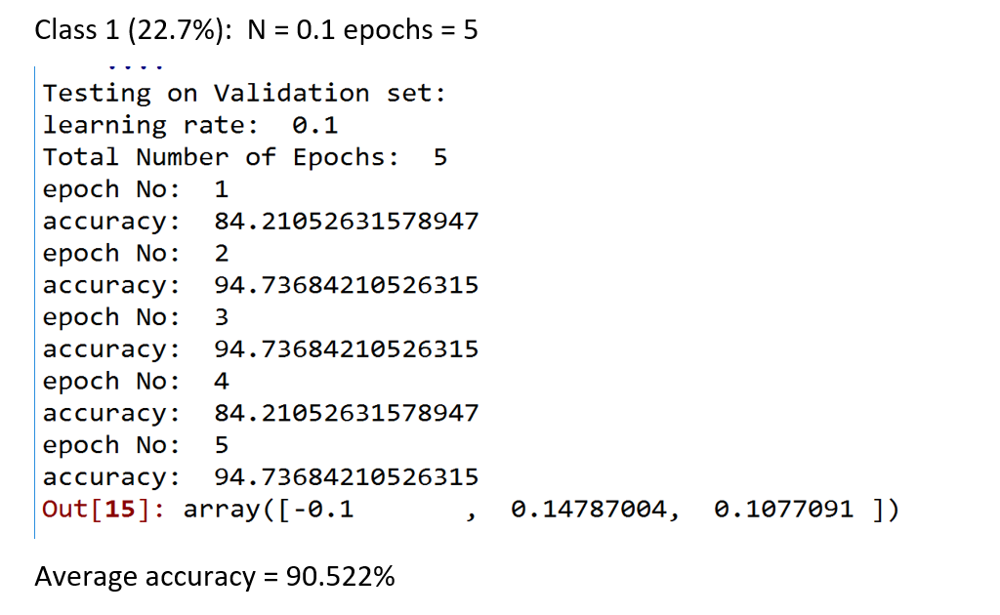 Class 1 (22.7%):  N = 0.1 epochs = 5
Testing on Validation set:
learning rate:  0.1
Total Number of Epochs:  5
epoch No:  1
accuracy:  84.21052631578947
epoch No:  2
accuracy:  94.73684210526315
epoch No:  3
accuracy:  94.73684210526315
epoch No:  4
accuracy:  84.21052631578947
epoch No:  5
accuracy:  94.73684210526315
Out[15]: array([-0.1       ,  0.14787004,  0.1077091 ])
Average accuracy = 90.522%